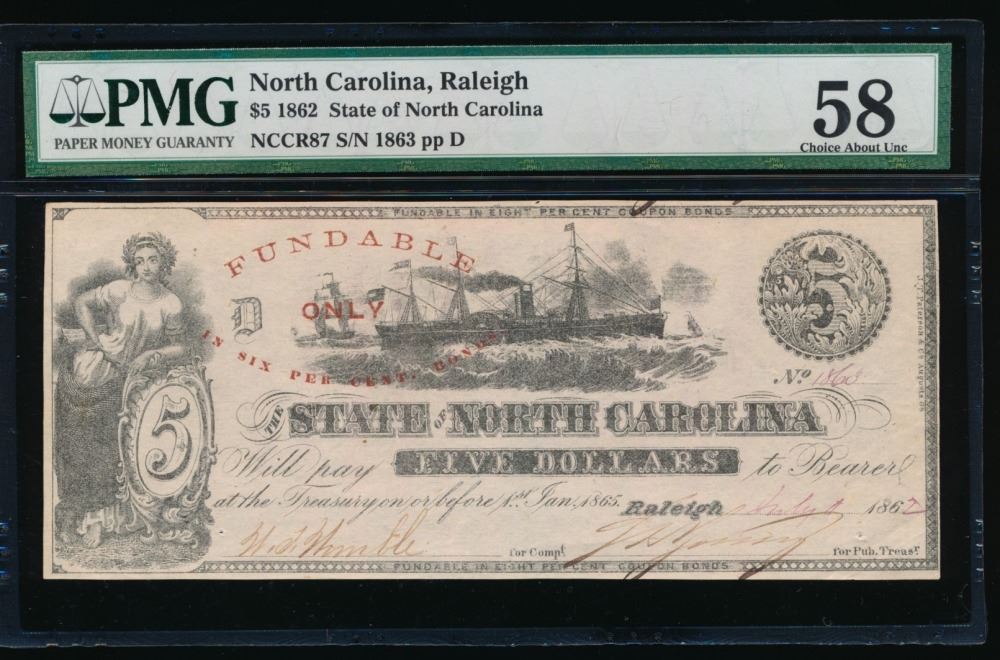 PMG
PAPER MONEY GUARANTY
North Carolina, Raleigh
$5 1862 State of North Carolina
NCCR87 S/N 1863 pp D
58
Choice About Unc
FUNDABLE IN EIGHT PER CENT COUPON BONDS
FUNDABLE
D
ONLY
IN SIX PER CENT. BONDS
5
No 1863
THE STATE OF NORTH CAROLINA
5
Will pay FIVE DOLLARS to Bearer
at the Treasury on or before 1st Jan, 1865. Raleigh July 1862
for Compt.
for Pub. Treasr.
FUNDABLE IN EIGHT PER CENT COUPON BONDS